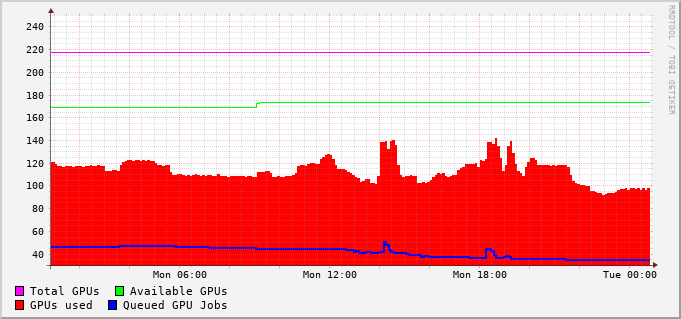 RRDTOOL / TOBI OETIKER
240
220
200
180
160
140
120
100
80
60
40
Mon 06:00 Mon 12:00 Mon 18:00 Tue 00:00
Total GPUs Available GPUs
GPUs used Queued GPU Jobs